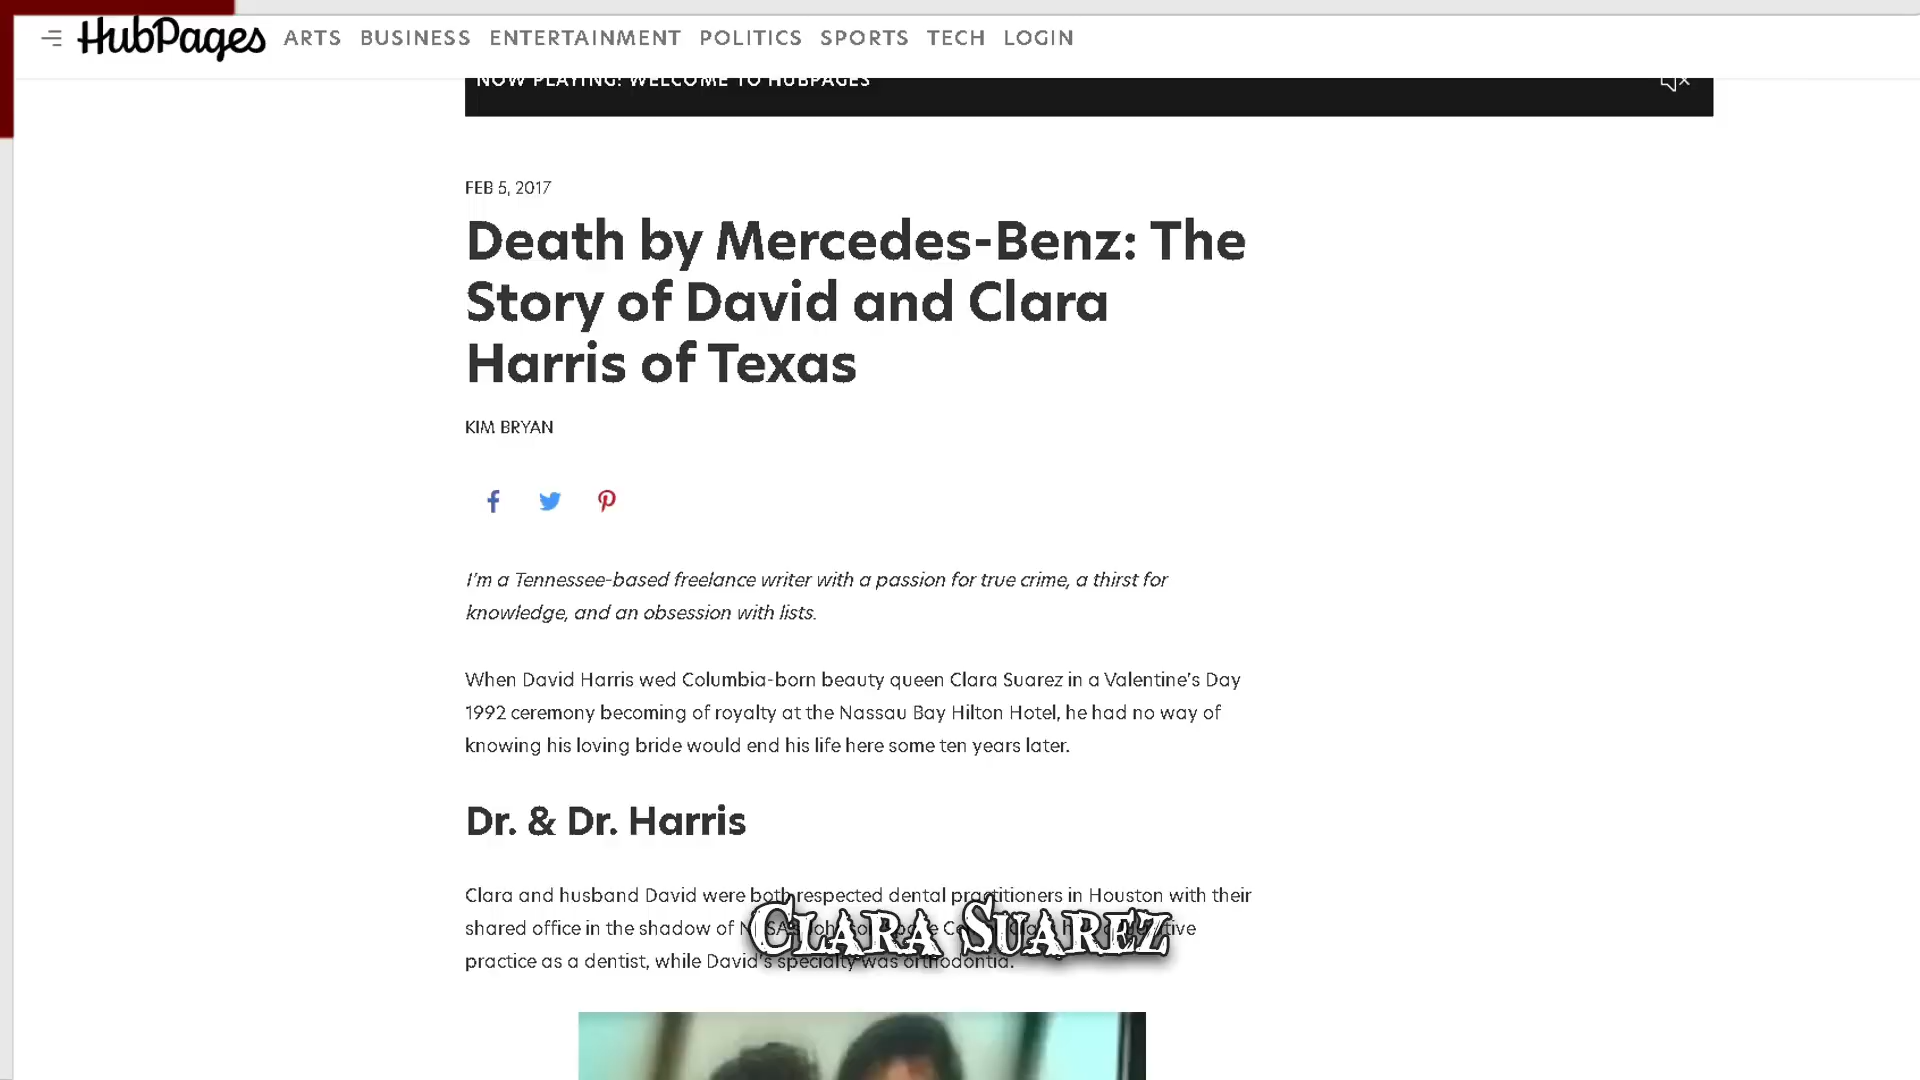 HubPages ARTS BUSINESS ENTERTAINMENT POLITICS SPORTS TECH LOGIN
NOW PLAYING: WELCOME TO HUBPAGES
FEB 5, 2017
Death by Mercedes-Benz: The
Story of David and Clara
Harris of Texas
KIM BRYAN
I'm a Tennessee-based freelance writer with a passion for true crime, a thirst for
knowledge, and an obsession with lists.
When David Harris wed Columbia-born beauty queen Clara Suarez in a Valentine's Day
1992 ceremony becoming of royalty at the Nassau Bay Hilton Hotel, he had no way of
knowing his loving bride would end his life here some ten years later.
Dr. & Dr. Harris
Clara and husband David were both respected dental practitioners in Houston with their
shared office in the shadow of
practice as a dentist, while David's specialty was orthodontia.
Clara Suarez